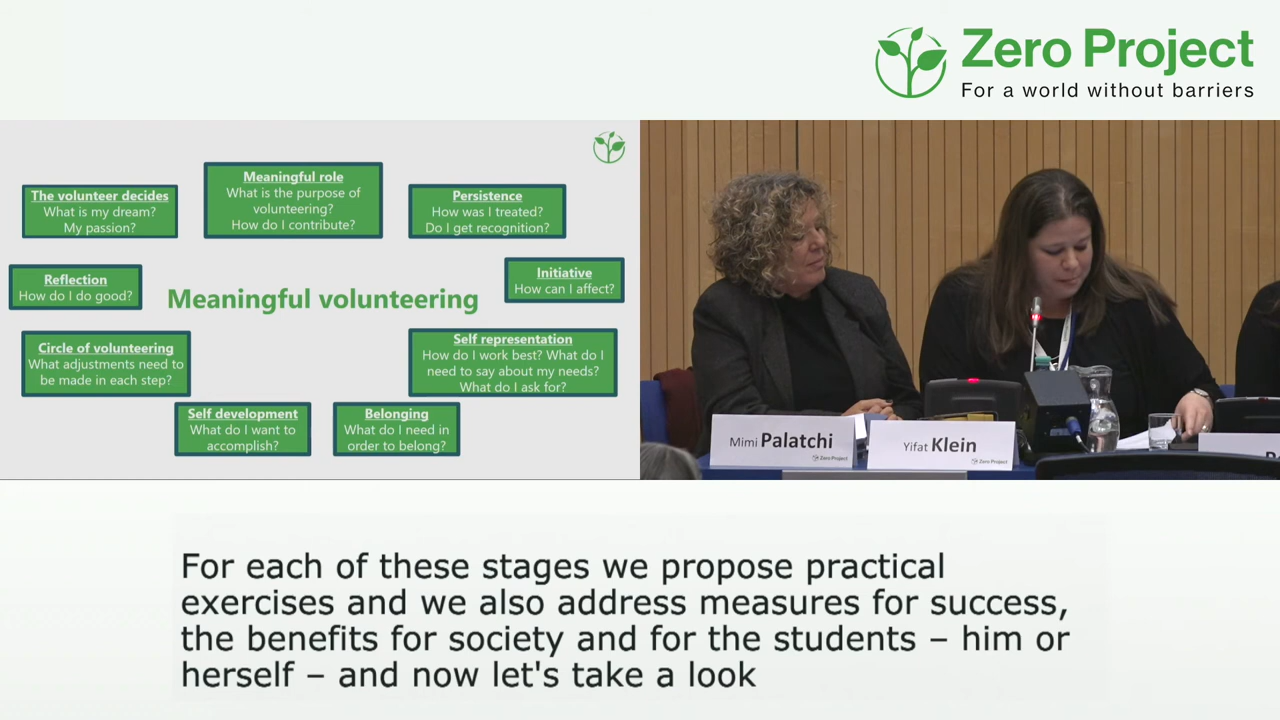 Zero Project
For a world without barriers
Meaningful role
What is the purpose of
volunteering?
How do I contribute?
The volunteer decides
What is my dream?
My passion?
Persistence
How was I treated?
Do I get recognition?
Reflection
How do I do good?
Initiative
How can I affect?
Meaningful volunteering
Circle of volunteering
What adjustments need to
be made in each step?
Self representation
How do I work best? What do I
need to say about my needs?
What do I ask for?
Self development
What do I want to
accomplish?
Belonging
What do I need in
order to belong?
Mimi Palatchi
Zero Project
Yifat Klein
Zero Project
For each of these stages we propose practical
exercises and we also address measures for success,
the benefits for society and for the students – him or
herself – and now let's take a look